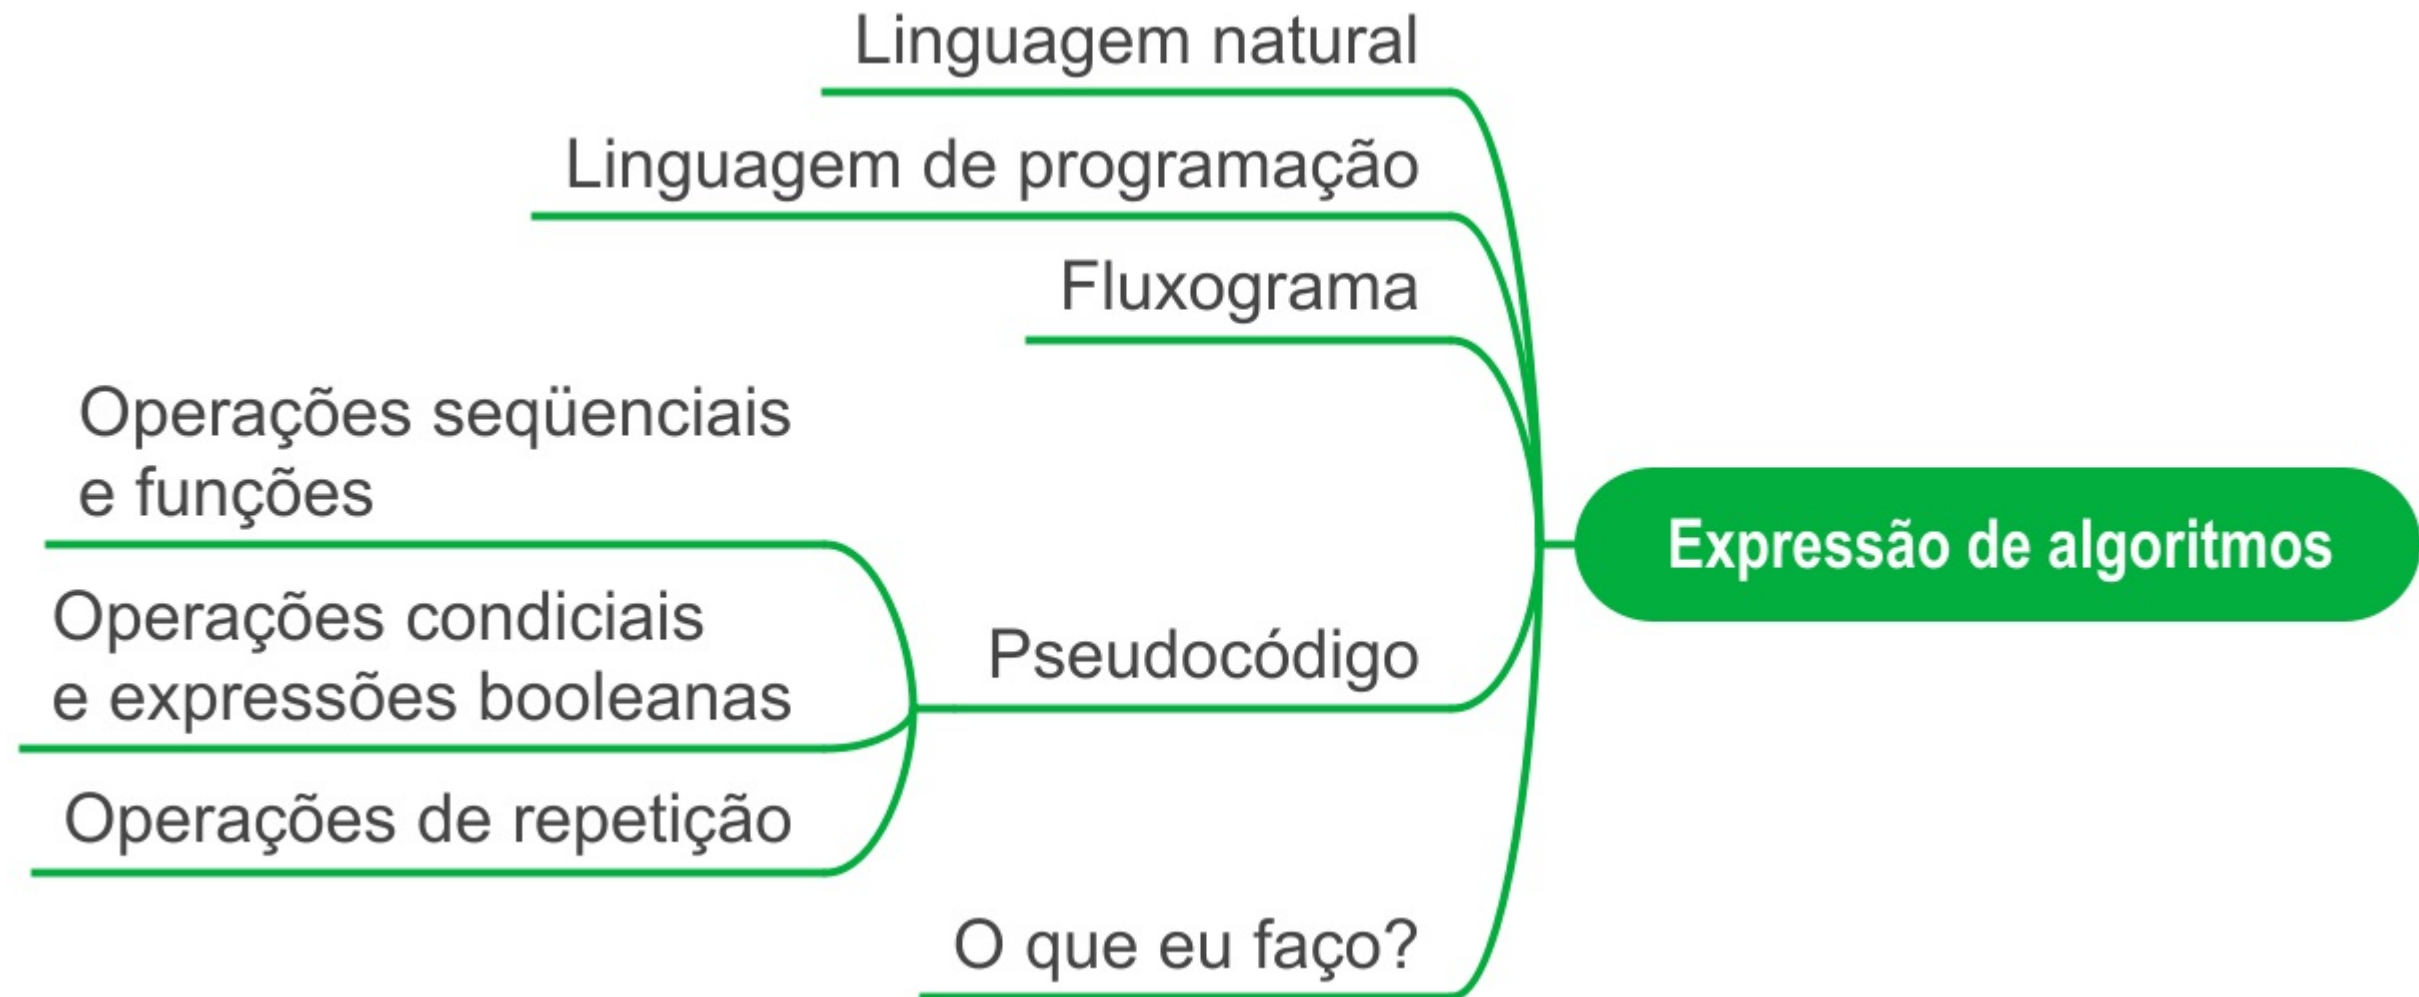 Linguagem natural
Linguagem de programação
Fluxograma
Operações seqüenciais
e funções
Operações condiciais
e expressões booleanas
Operações de repetição
Pseudocódigo
O que eu faço?
Expressão de algoritmos